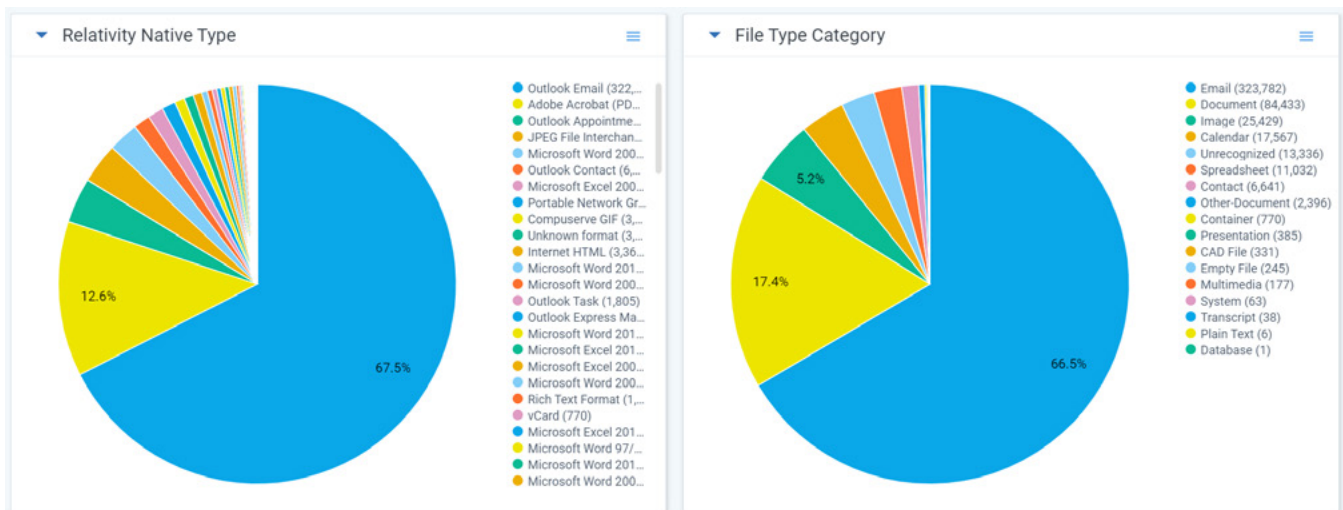 Relativity Native Type
Outlook Email (322,...
Adobe Acrobat (PD...
Outlook Appointme...
JPEG File Interchan...
Microsoft Word 200...
Outlook Contact (6,...
Microsoft Excel 200...
Portable Network Gr...
Compuserve GIF (3,...
Unknown format (3,...
Internet HTML (3,36...
Microsoft Word 201...
Microsoft Word 200...
Outlook Task (1,805)
Outlook Express Ma...
Microsoft Word 201...
Microsoft Excel 201...
Microsoft Excel 200...
Microsoft Word 200...
Rich Text Format (1,...
vCard (770)
Microsoft Excel 201...
Microsoft Word 97/...
Microsoft Word 201...
Microsoft Word 200...
12.6%
67.5%
File Type Category
Email (323,782)
Document (84,433)
Image (25,429)
Calendar (17,567)
Unrecognized (13,336)
Spreadsheet (11,032)
Contact (6,641)
Other-Document (2,396)
Container (770)
Presentation (385)
CAD File (331)
Empty File (245)
Multimedia (177)
System (63)
Transcript (38)
Plain Text (6)
Database (1)
5.2%
17.4%
66.5%